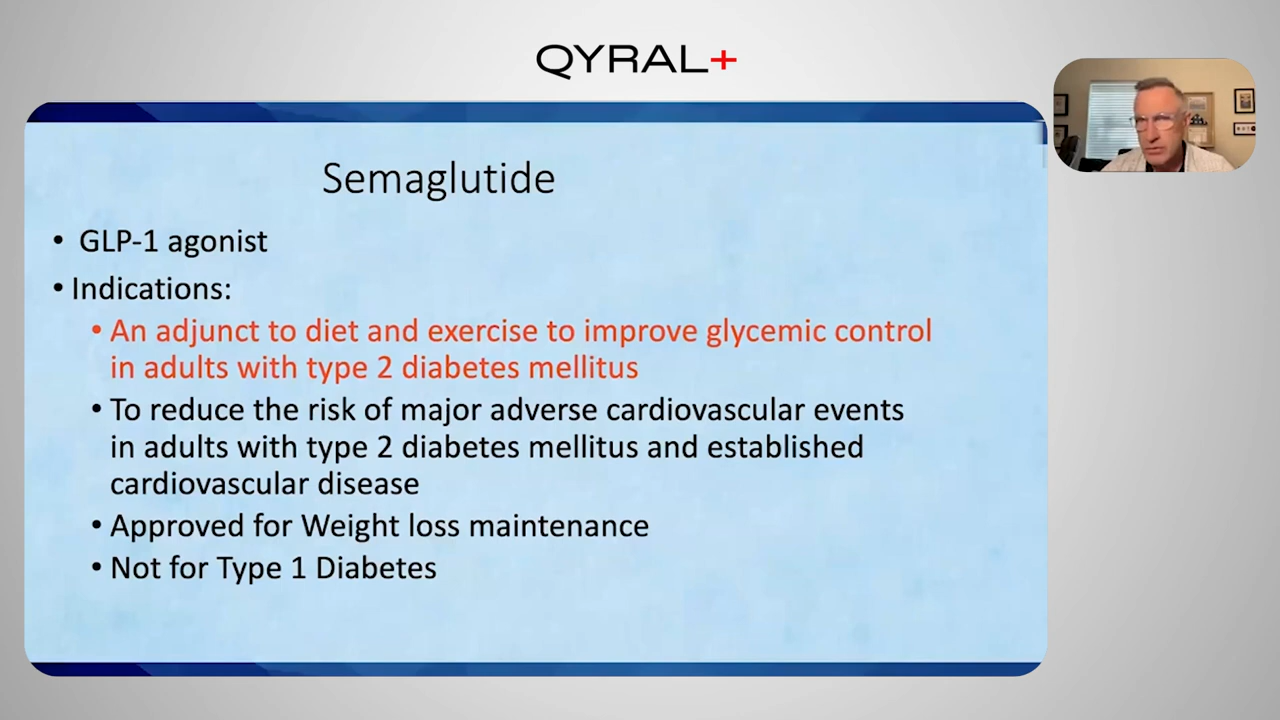 QYRAL+
Semaglutide
• GLP-1 agonist
• Indications:
• An adjunct to diet and exercise to improve glycemic control
in adults with type 2 diabetes mellitus
• To reduce the risk of major adverse cardiovascular events
in adults with type 2 diabetes mellitus and established
cardiovascular disease
• Approved for Weight loss maintenance
• Not for Type 1 Diabetes